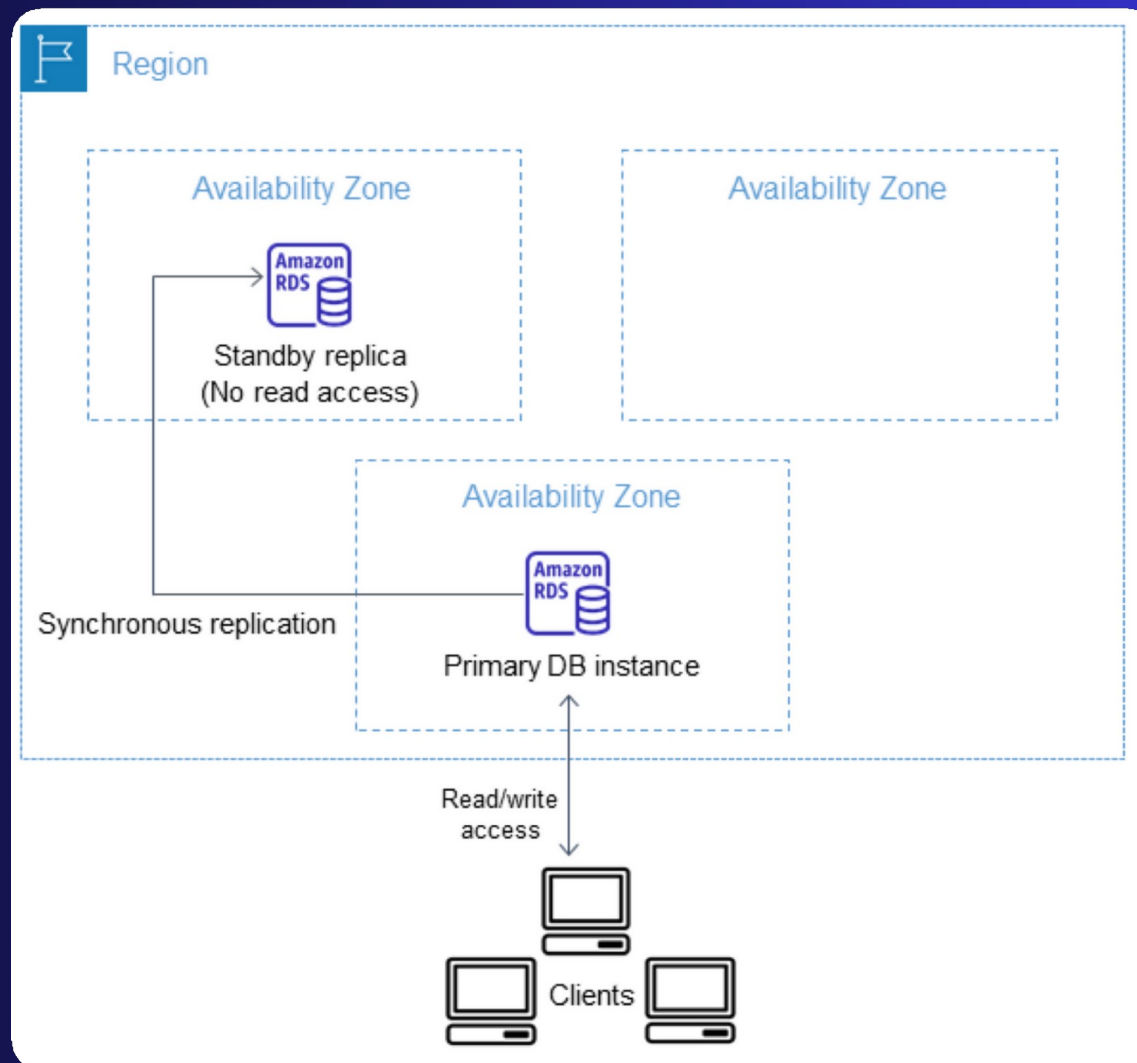 Region
Availability Zone
Availability Zone
Amazon
RDS
Standby replica
(No read access)
Availability Zone
Amazon
RDS
Synchronous replication
Primary DB instance
Read/write
access
Clients